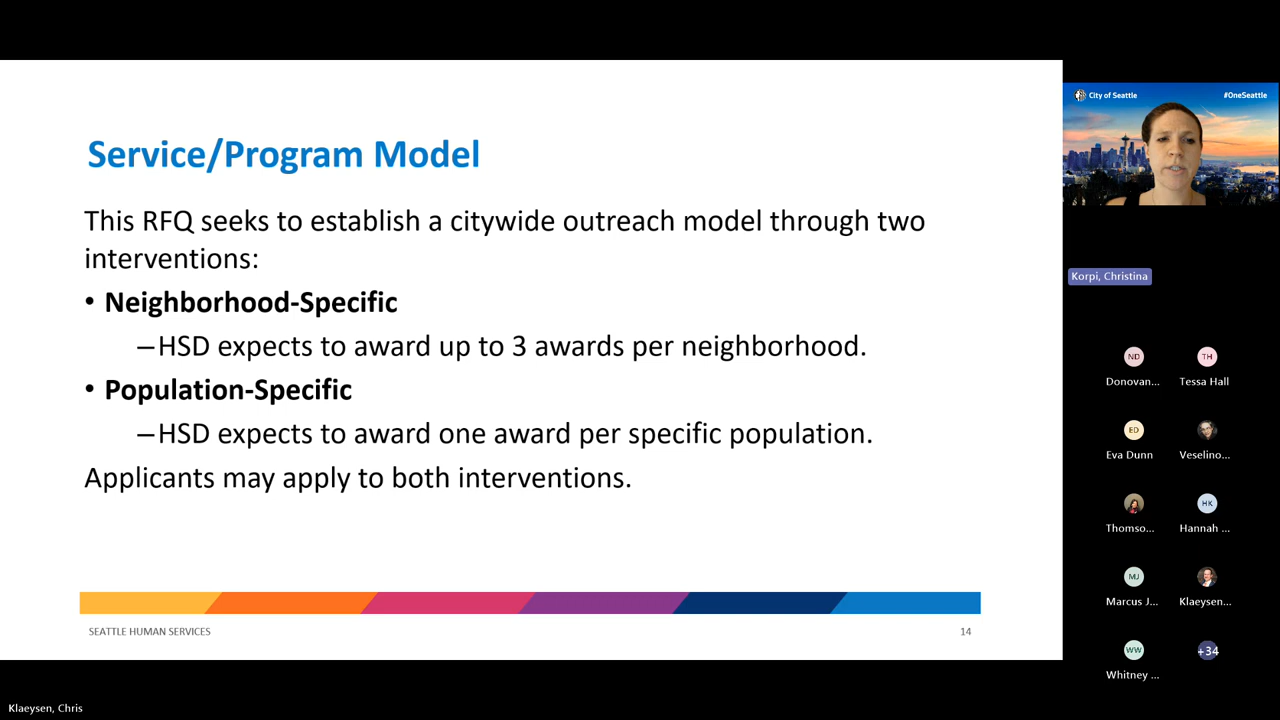 Service/Program Model
This RFQ seeks to establish a citywide outreach model through two
interventions:
• Neighborhood-Specific
—HSD expects to award up to 3 awards per neighborhood.
• Population-Specific
—HSD expects to award one award per specific population.
Applicants may apply to both interventions.
SEATTLE HUMAN SERVICES
14
City of Seattle
#OneSeattle
Korpi, Christina
ND
TH
Donovan...
Tessa Hall
ED
Eva Dunn
Veselino...
HK
Thomso...
Hannah ...
MJ
Marcus J...
Klaeysen...
WW
+34
Whitney ...
Klaeysen, Chris